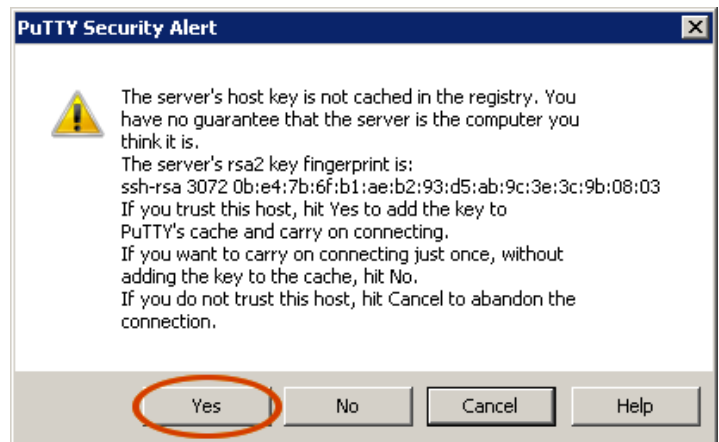 PuTTY Security Alert
The server's host key is not cached in the registry. You
have no guarantee that the server is the computer you
think it is.
The server's rsa2 key fingerprint is:
ssh-rsa 3072 0b:e4:7b:6f:b1:ae:b2:93:d5:ab:9c:3e:3c:9b:08:03
If you trust this host, hit Yes to add the key to
PuTTY's cache and carry on connecting.
If you want to carry on connecting just once, without
adding the key to the cache, hit No.
If you do not trust this host, hit Cancel to abandon the
connection.
Yes No Cancel Help